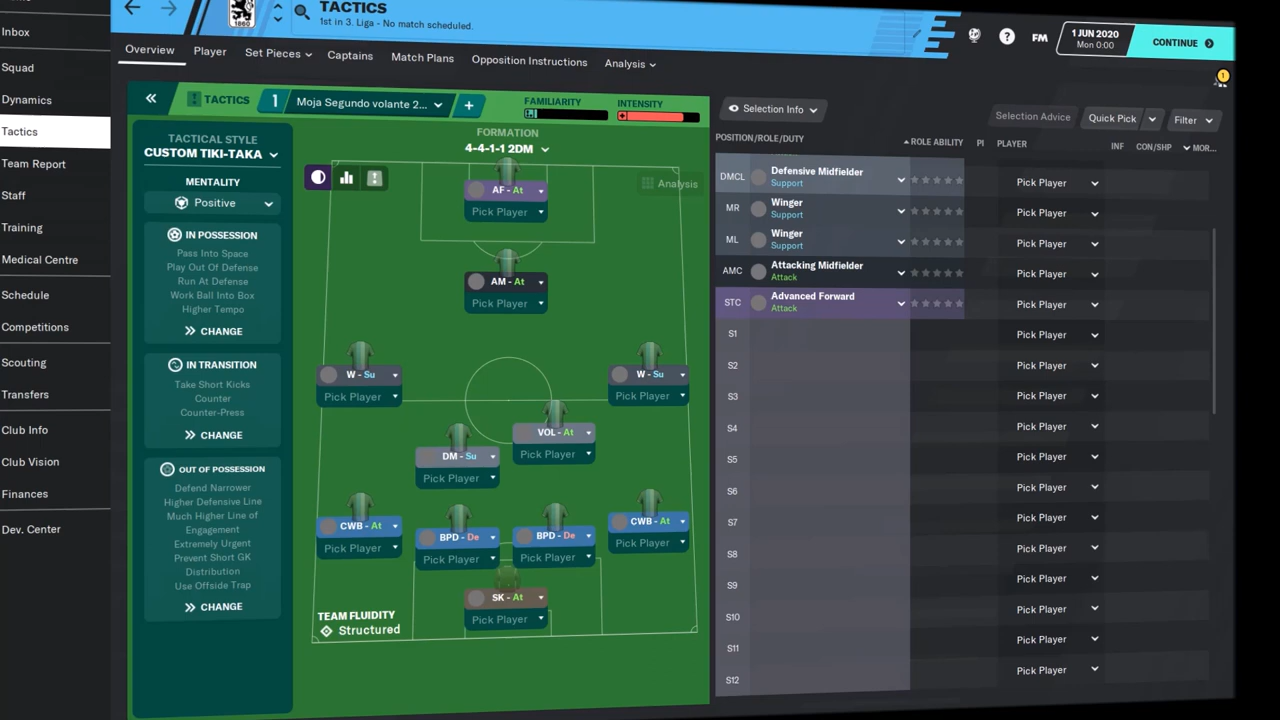 Inbox
Squad
Dynamics
Tactics
Team Report
Staff
Training
Medical Centre
Schedule
Competitions
Scouting
Transfers
Club Info
Club Vision
Finances
Dev. Center
1860
TACTICS
1st in 3. Liga - No match scheduled.
FM
1 JUN 2020
Mon 0:00
CONTINUE
1
Overview
Player
Set Pieces
Captains
Match Plans
Opposition Instructions
Analysis
TACTICS
1
Moja Segundo volante 2...
FAMILIARITY
INTENSITY
TACTICAL STYLE
CUSTOM TIKI-TAKA
MENTALITY
Positive
IN POSSESSION
Pass Into Space
Play Out Of Defense
Run At Defense
Work Ball Into Box
Higher Tempo
CHANGE
IN TRANSITION
Take Short Kicks
Counter
Counter-Press
CHANGE
OUT OF POSSESSION
Defend Narrower
Higher Defensive Line
Much Higher Line of
Engagement
Extremely Urgent
Prevent Short GK
Distribution
Use Offside Trap
CHANGE
FORMATION
4-4-1-1 2DM
Analysis
AF - At
Pick Player
AM - At
Pick Player
W - Su
Pick Player
W - Su
Pick Player
VOL - At
Pick Player
DM - Su
Pick Player
CWB - At
Pick Player
BPD - De
Pick Player
BPD - De
Pick Player
CWB - At
Pick Player
SK - At
Pick Player
TEAM FLUIDITY
Structured
Selection Info
Selection Advice
Quick Pick
Filter
POSITION/ROLE/DUTY
ROLE ABILITY
PI
PLAYER
INF
CON/SHP
MOR...
DMCL
Defensive Midfielder
Support
Pick Player
MR
Winger
Support
Pick Player
ML
Winger
Support
Pick Player
AMC
Attacking Midfielder
Attack
Pick Player
STC
Advanced Forward
Attack
Pick Player
S1
Pick Player
S2
Pick Player
S3
Pick Player
S4
Pick Player
S5
Pick Player
S6
Pick Player
S7
Pick Player
S8
Pick Player
S9
Pick Player
S10
Pick Player
S11
Pick Player
S12
Pick Player